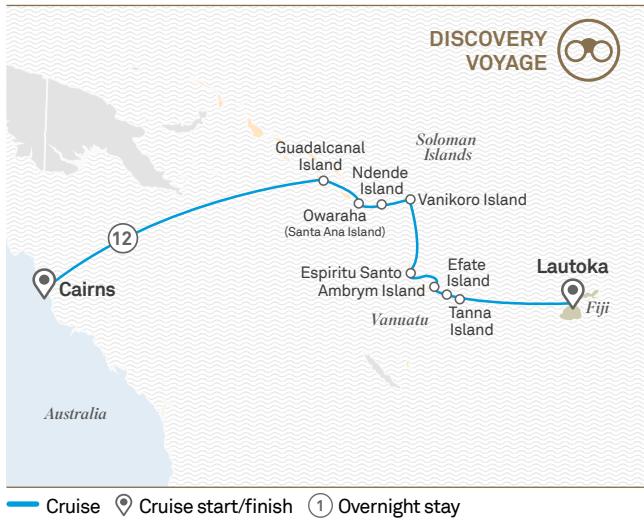 DISCOVERY
VOYAGE
Soloman
Islands
Guadalcanal
Island
Ndende
Island
Vanikoro Island
Owaraha
(Santa Ana Island)
12
Espiritu Santo
Efate
Island
Ambrym Island
Lautoka
Cairns
Tanna
Island
Vanuatu
Fiji
Australia
Cruise Cruise start/finish 1 Overnight stay